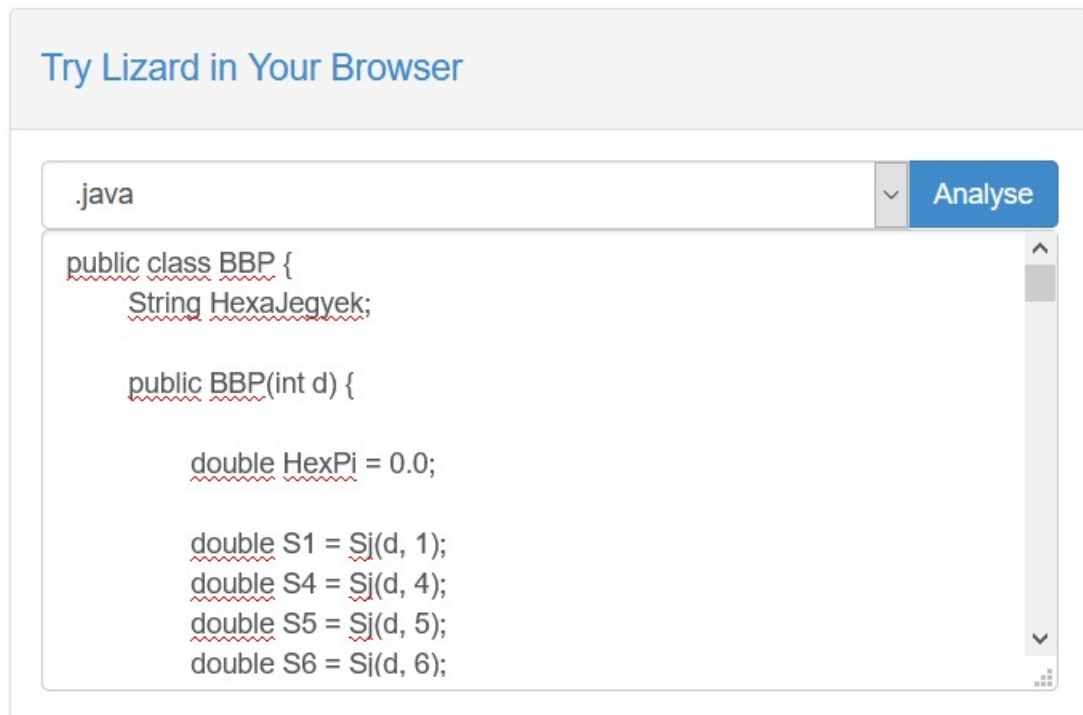 Try Lizard in Your Browser
.java
Analyse
public class BBP {
String HexaJegyek;
public BBP(int d) {
double HexPi = 0.0;
double S1 = Sj(d, 1);
double S4 = Sj(d, 4);
double S5 = Sj(d, 5);
double S6 = Sj(d, 6);